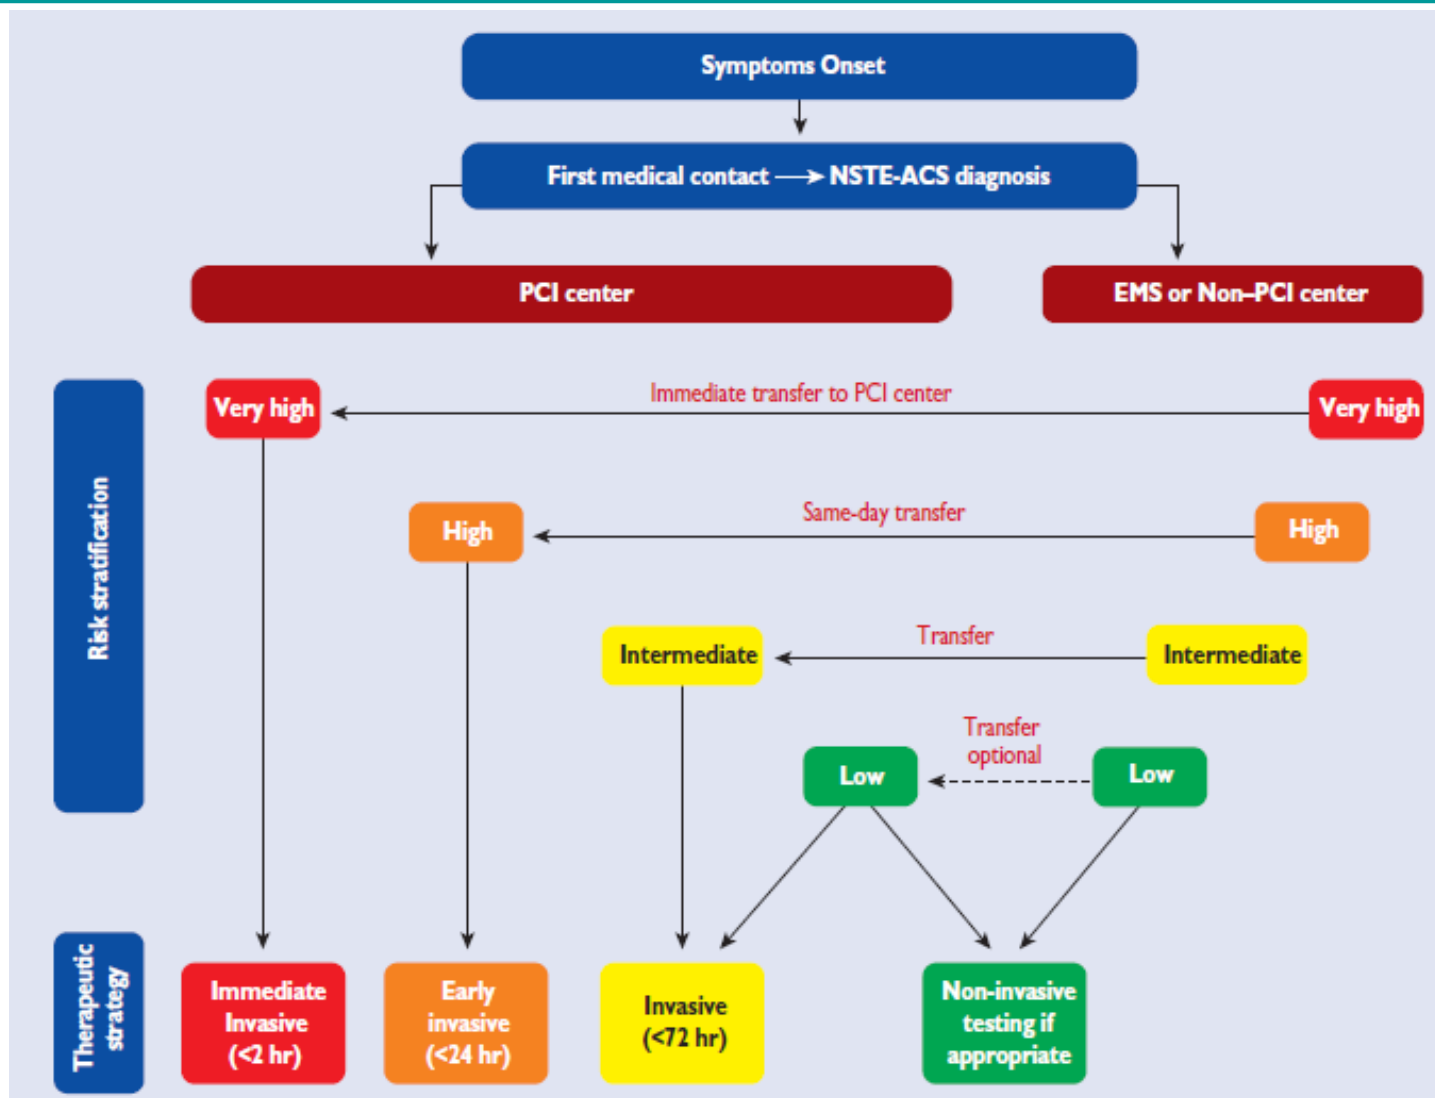 Symptoms Onset
First medical contact → NSTE-ACS diagnosis
PCI center
EMS or Non–PCI center
Risk stratification
Very high
Immediate transfer to PCI center
Very high
High
Same-day transfer
High
Intermediate
Transfer
Intermediate
Low
Transfer
optional
Low
Therapeutic
strategy
Immediate
Invasive
(<2 hr)
Early
invasive
(<24 hr)
Invasive
(<72 hr)
Non-invasive
testing if
appropriate